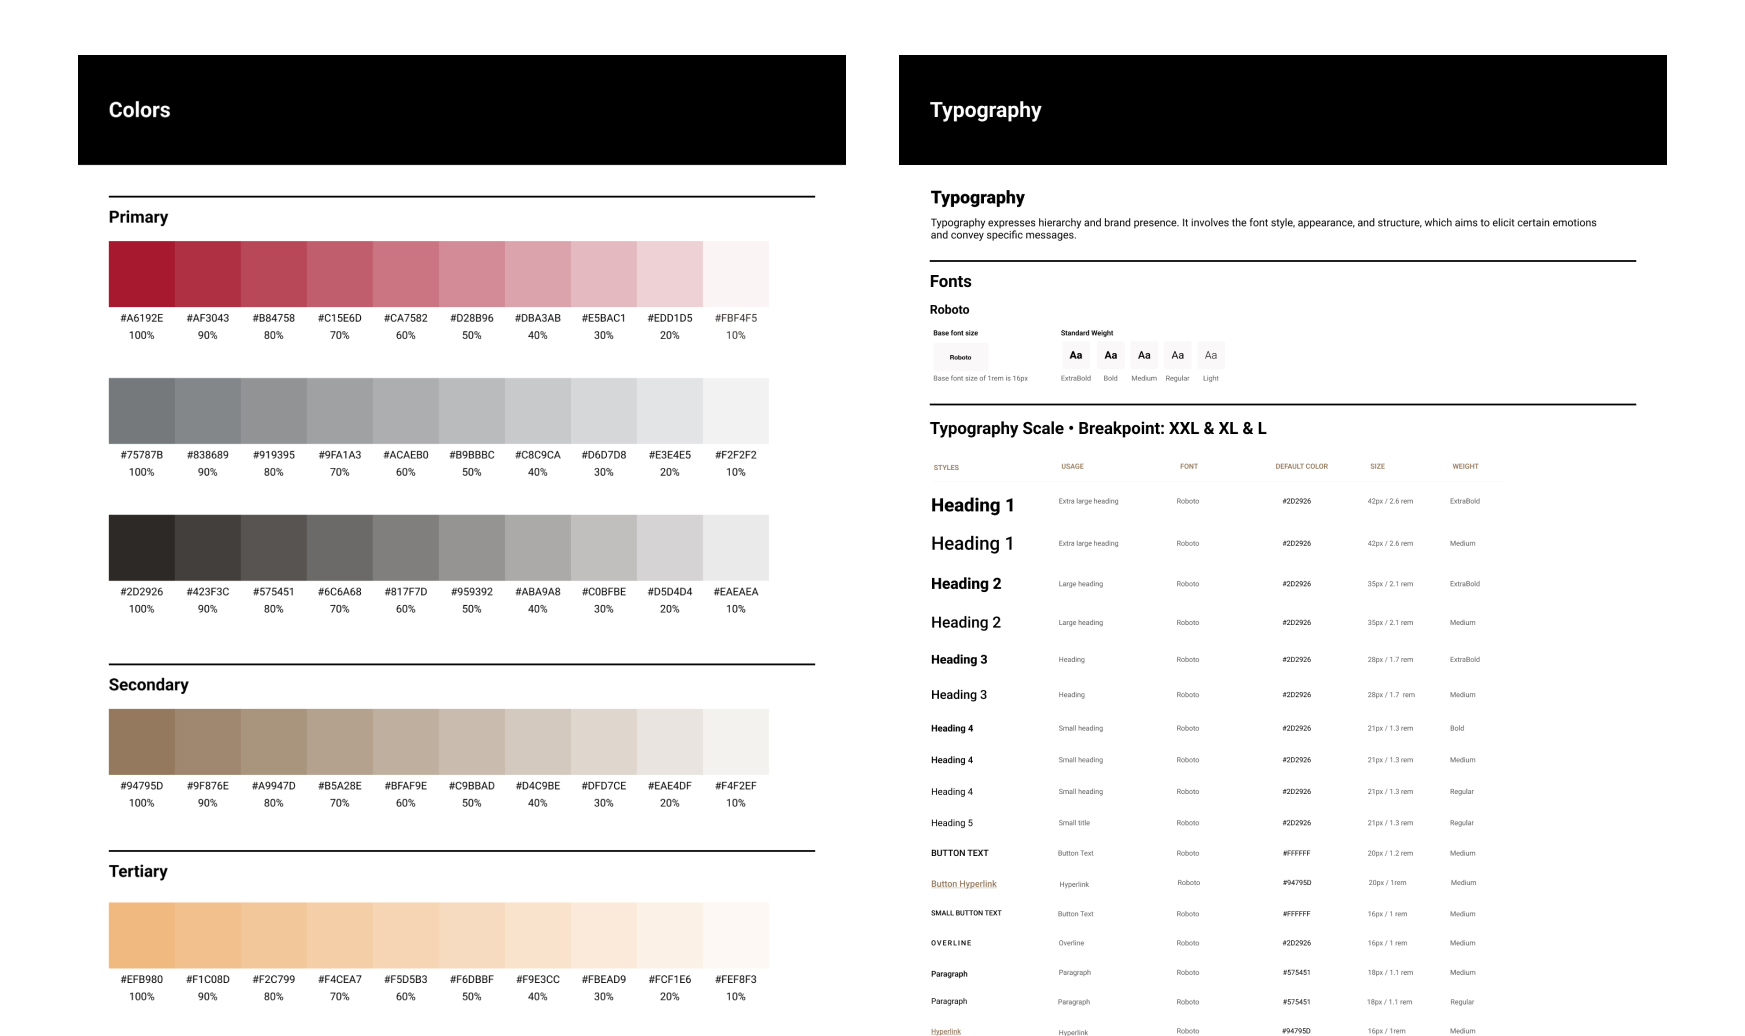 Colors
Primary
#A6192E #AF3043 #B84758 #C15E6D #CA7582 #D28B96 #DBA3AB #E5BAC1 #EDD1D5 #FBF4F5
100% 90% 80% 70% 60% 50% 40% 30% 20% 10%
#75787B #838689 #919395 #9FA1A3 #ACAEB0 #B9BBBC #C8C9CA #D6D7D8 #E3E4E5 #F2F2F2
100% 90% 80% 70% 60% 50% 40% 30% 20% 10%
#2D2926 #423F3C #575451 #6C6A68 #817F7D #959392 #ABA9A8 #C0BFBE #D5D4D4 #EAEAEA
100% 90% 80% 70% 60% 50% 40% 30% 20% 10%
Secondary
#94795D #9F876E #A9947D #B5A28E #BFAF9E #C9BBAD #D4C9BE #DFD7CE #EAE4DF #F4F2EF
100% 90% 80% 70% 60% 50% 40% 30% 20% 10%
Tertiary
#EFB980 #F1C08D #F2C799 #F4CEA7 #F5D5B3 #F6DBBF #F9E3CC #FBEAD9 #FCF1E6 #FEF8F3
100% 90% 80% 70% 60% 50% 40% 30% 20% 10%
Typography
Typography
Typography expresses hierarchy and brand presence. It involves the font style, appearance, and structure, which aims to elicit certain emotions
and convey specific messages.
Fonts
Roboto
Base font size Standard Weight
Roboto Aa Aa Aa Aa Aa
Base font size of 1rem is 16px ExtraBold Bold Medium Regular Light
Typography Scale • Breakpoint: XXL & XL & L
STYLES USAGE FONT DEFAULT COLOR SIZE WEIGHT
Heading 1 Extra large heading Roboto #2D2926 42px / 2.6 rem ExtraBold
Heading 1 Extra large heading Roboto #2D2926 42px / 2.6 rem Medium
Heading 2 Large heading Roboto #2D2926 35px / 2.1 rem ExtraBold
Heading 2 Large heading Roboto #2D2926 35px / 2.1 rem Medium
Heading 3 Heading Roboto #2D2926 28px / 1.7 rem ExtraBold
Heading 3 Heading Roboto #2D2926 28px / 1.7 rem Medium
Heading 4 Small heading Roboto #2D2926 21px / 1.3 rem Bold
Heading 4 Small heading Roboto #2D2926 21px / 1.3 rem Medium
Heading 4 Small heading Roboto #2D2926 21px / 1.3 rem Regular
Heading 5 Small title Roboto #2D2926 21px / 1.3 rem Regular
BUTTON TEXT Button Text Roboto #FFFFFF 20px / 1.2 rem Medium
Button Hyperlink Hyperlink Roboto #94795D 20px / 1rem Medium
SMALL BUTTON TEXT Button Text Roboto #FFFFFF 16px / 1 rem Medium
OVERLINE Overline Roboto #2D2926 16px / 1 rem Medium
Paragraph Paragraph Roboto #575451 18px / 1.1 rem Medium
Paragraph Paragraph Roboto #575451 18px / 1.1 rem Regular
Hyperlink Hyperlink Roboto #94795D 16px / 1rem Medium